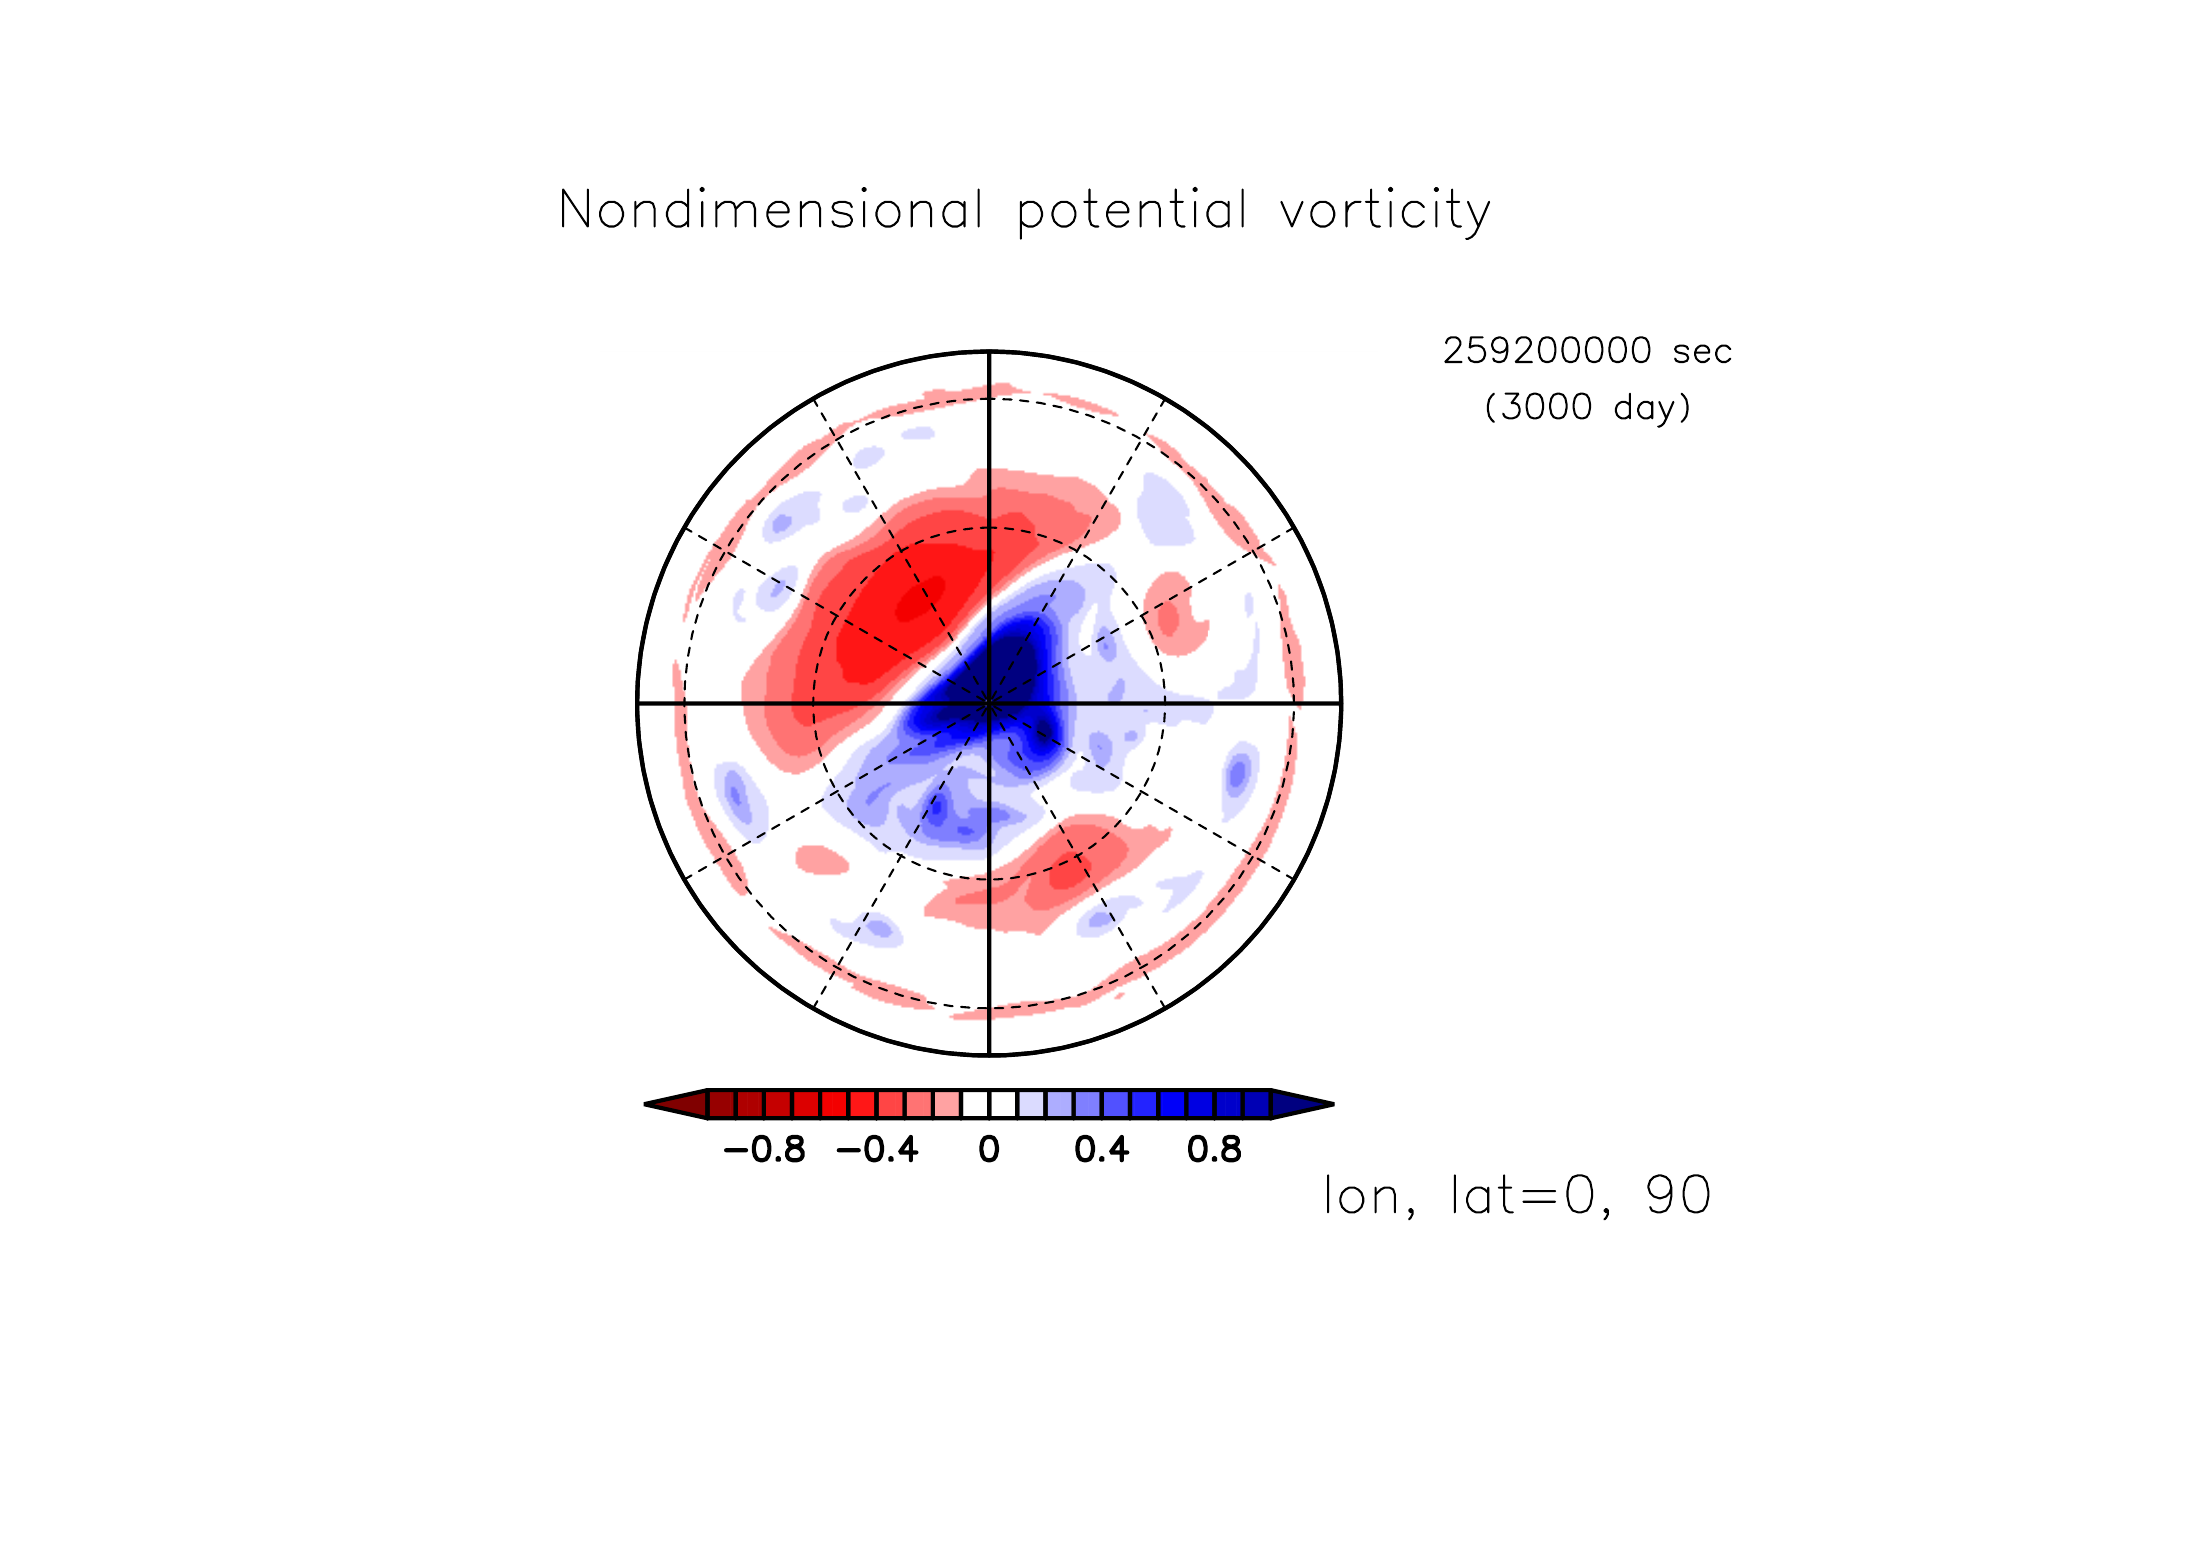 Nondimensional potential vorticity
259200000 sec
(3000 day)
−0.8 −0.4 0 0.4 0.8
lon, lat=0, 90